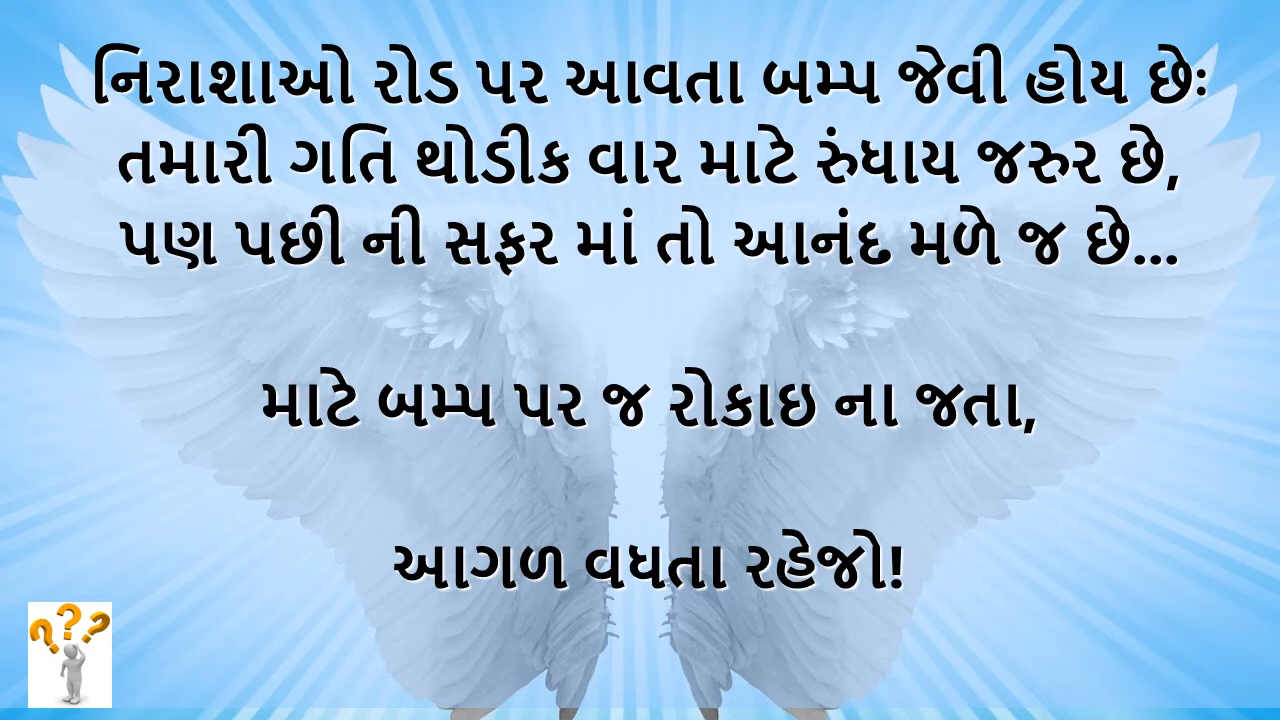 નિરાશાઓ રોડ પર આવતા બમ્પ જેવી હોય છેઃ
તમારી ગતિ થોડીક વાર માટે રુંધાય જરુર છે,
પણ પછી ની સફર માં તો આનંદ મળે જ છે...
માટે બમ્પ પર જ રોકાઇ ના જતા,
આગળ વધતા રહેજો!
???